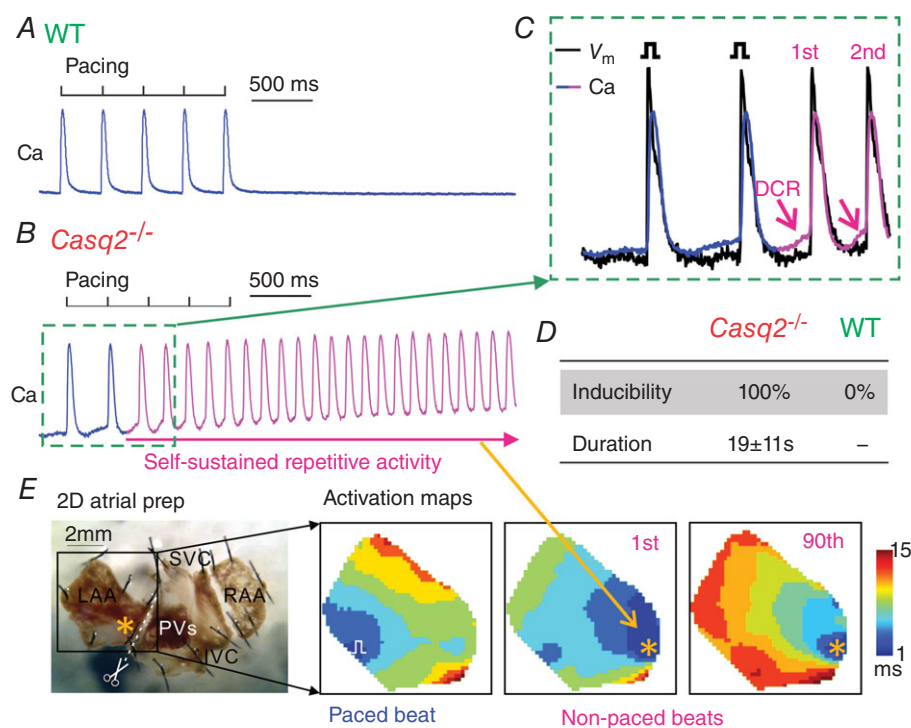 A WT
Pacing
500 ms
Ca
B Casq2-/-
Pacing
500 ms
Ca
Self-sustained repetitive activity
C
Vm
Ca
1st 2nd
DCR
D Casq2-/- WT
Inducibility 100% 0%
Duration 19±11s –
E 2D atrial prep
2mm
SVC
LAA
RAA
PVs
IVC
Activation maps
1st
90th
15
1
ms
Paced beat
Non-paced beats